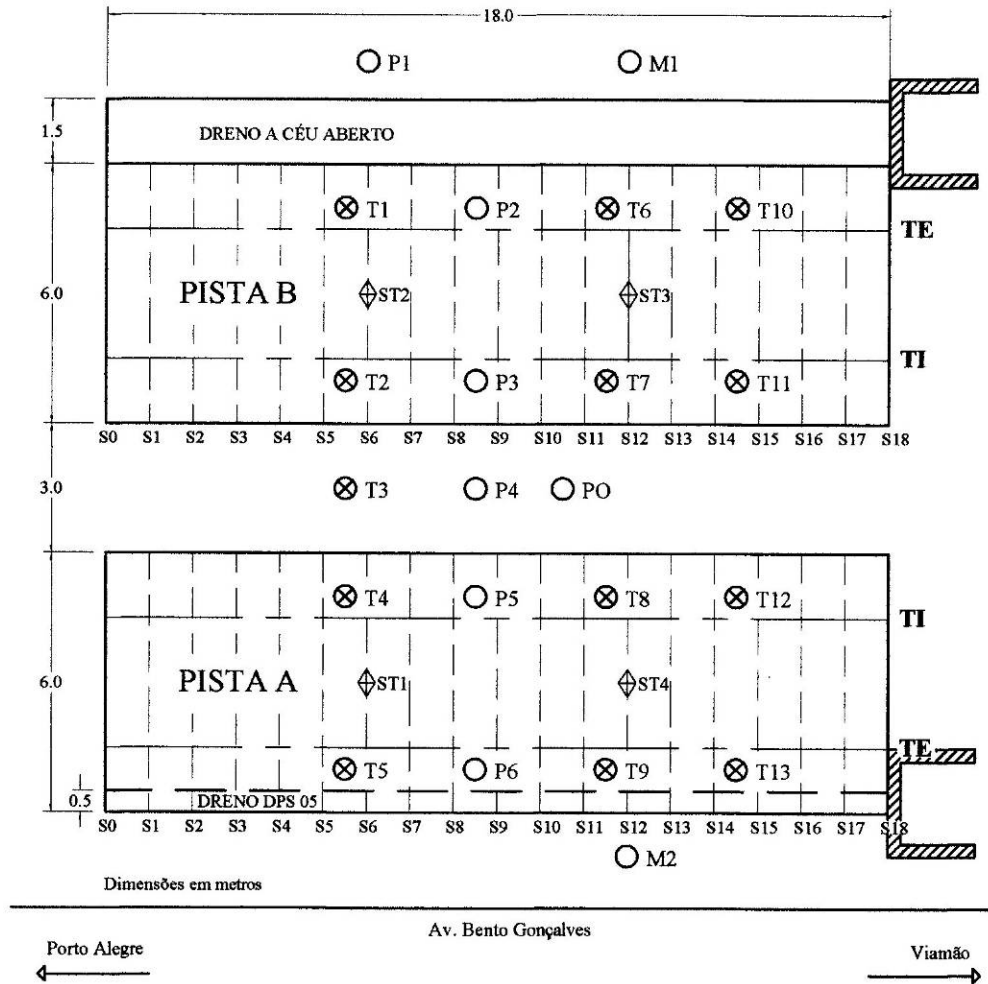 18.0
P1 M1
1.5 DRENO A CÉU ABERTO
T1 P2 T6 T10
TE
6.0 PISTA B ST2 ST3
TI
T2 P3 T7 T11
S0 S1 S2 S3 S4 S5 S6 S7 S8 S9 S10 S11 S12 S13 S14 S15 S16 S17 S18
3.0 T3 P4 PO
T4 P5 T8 T12
TI
6.0 PISTA A ST1 ST4
TE
T5 P6 T9 T13
0.5 DRENO DPS 05
S0 S1 S2 S3 S4 S5 S6 S7 S8 S9 S10 S11 S12 S13 S14 S15 S16 S17 S18
M2
Dimensões em metros
Av. Bento Gonçalves
Porto Alegre Viamão